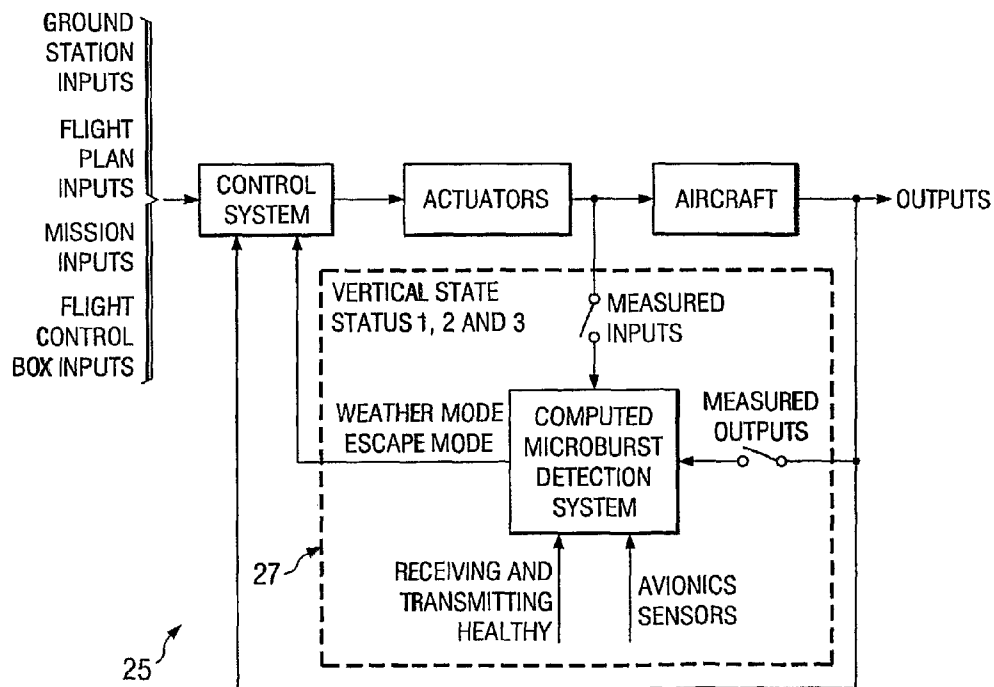 GROUND
STATION
INPUTS
FLIGHT
PLAN
INPUTS
MISSION
INPUTS
FLIGHT
CONTROL
BOX INPUTS
CONTROL
SYSTEM
ACTUATORS
AIRCRAFT
OUTPUTS
VERTICAL STATE
STATUS 1, 2 AND 3
MEASURED
INPUTS
WEATHER MODE
ESCAPE MODE
COMPUTED
MICROBURST
DETECTION
SYSTEM
MEASURED
OUTPUTS
RECEIVING AND
TRANSMITTING
HEALTHY
AVIONICS
SENSORS
27
25